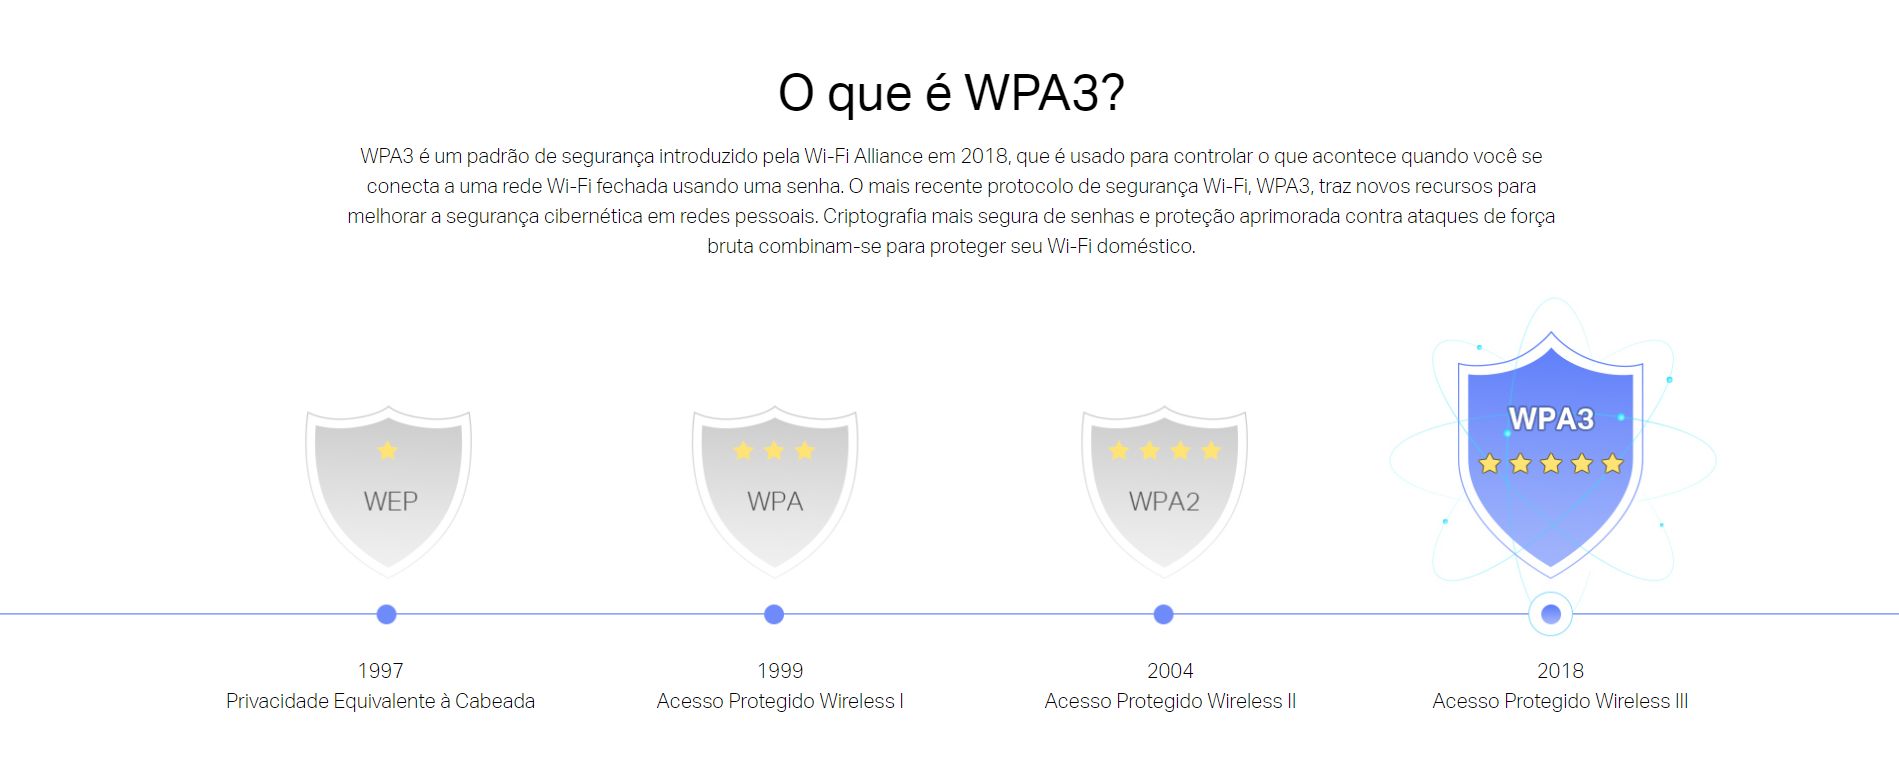 O que é WPA3?
WPA3 é um padrão de segurança introduzido pela Wi-Fi Alliance em 2018, que é usado para controlar o que acontece quando você se
conecta a uma rede Wi-Fi fechada usando uma senha. O mais recente protocolo de segurança Wi-Fi, WPA3, traz novos recursos para
melhorar a segurança cibernética em redes pessoais. Criptografia mais segura de senhas e proteção aprimorada contra ataques de força
bruta combinam-se para proteger seu Wi-Fi doméstico.
WEP
WPA
WPA2
WPA3
1997
Privacidade Equivalente à Cabeada
1999
Acesso Protegido Wireless I
2004
Acesso Protegido Wireless II
2018
Acesso Protegido Wireless III